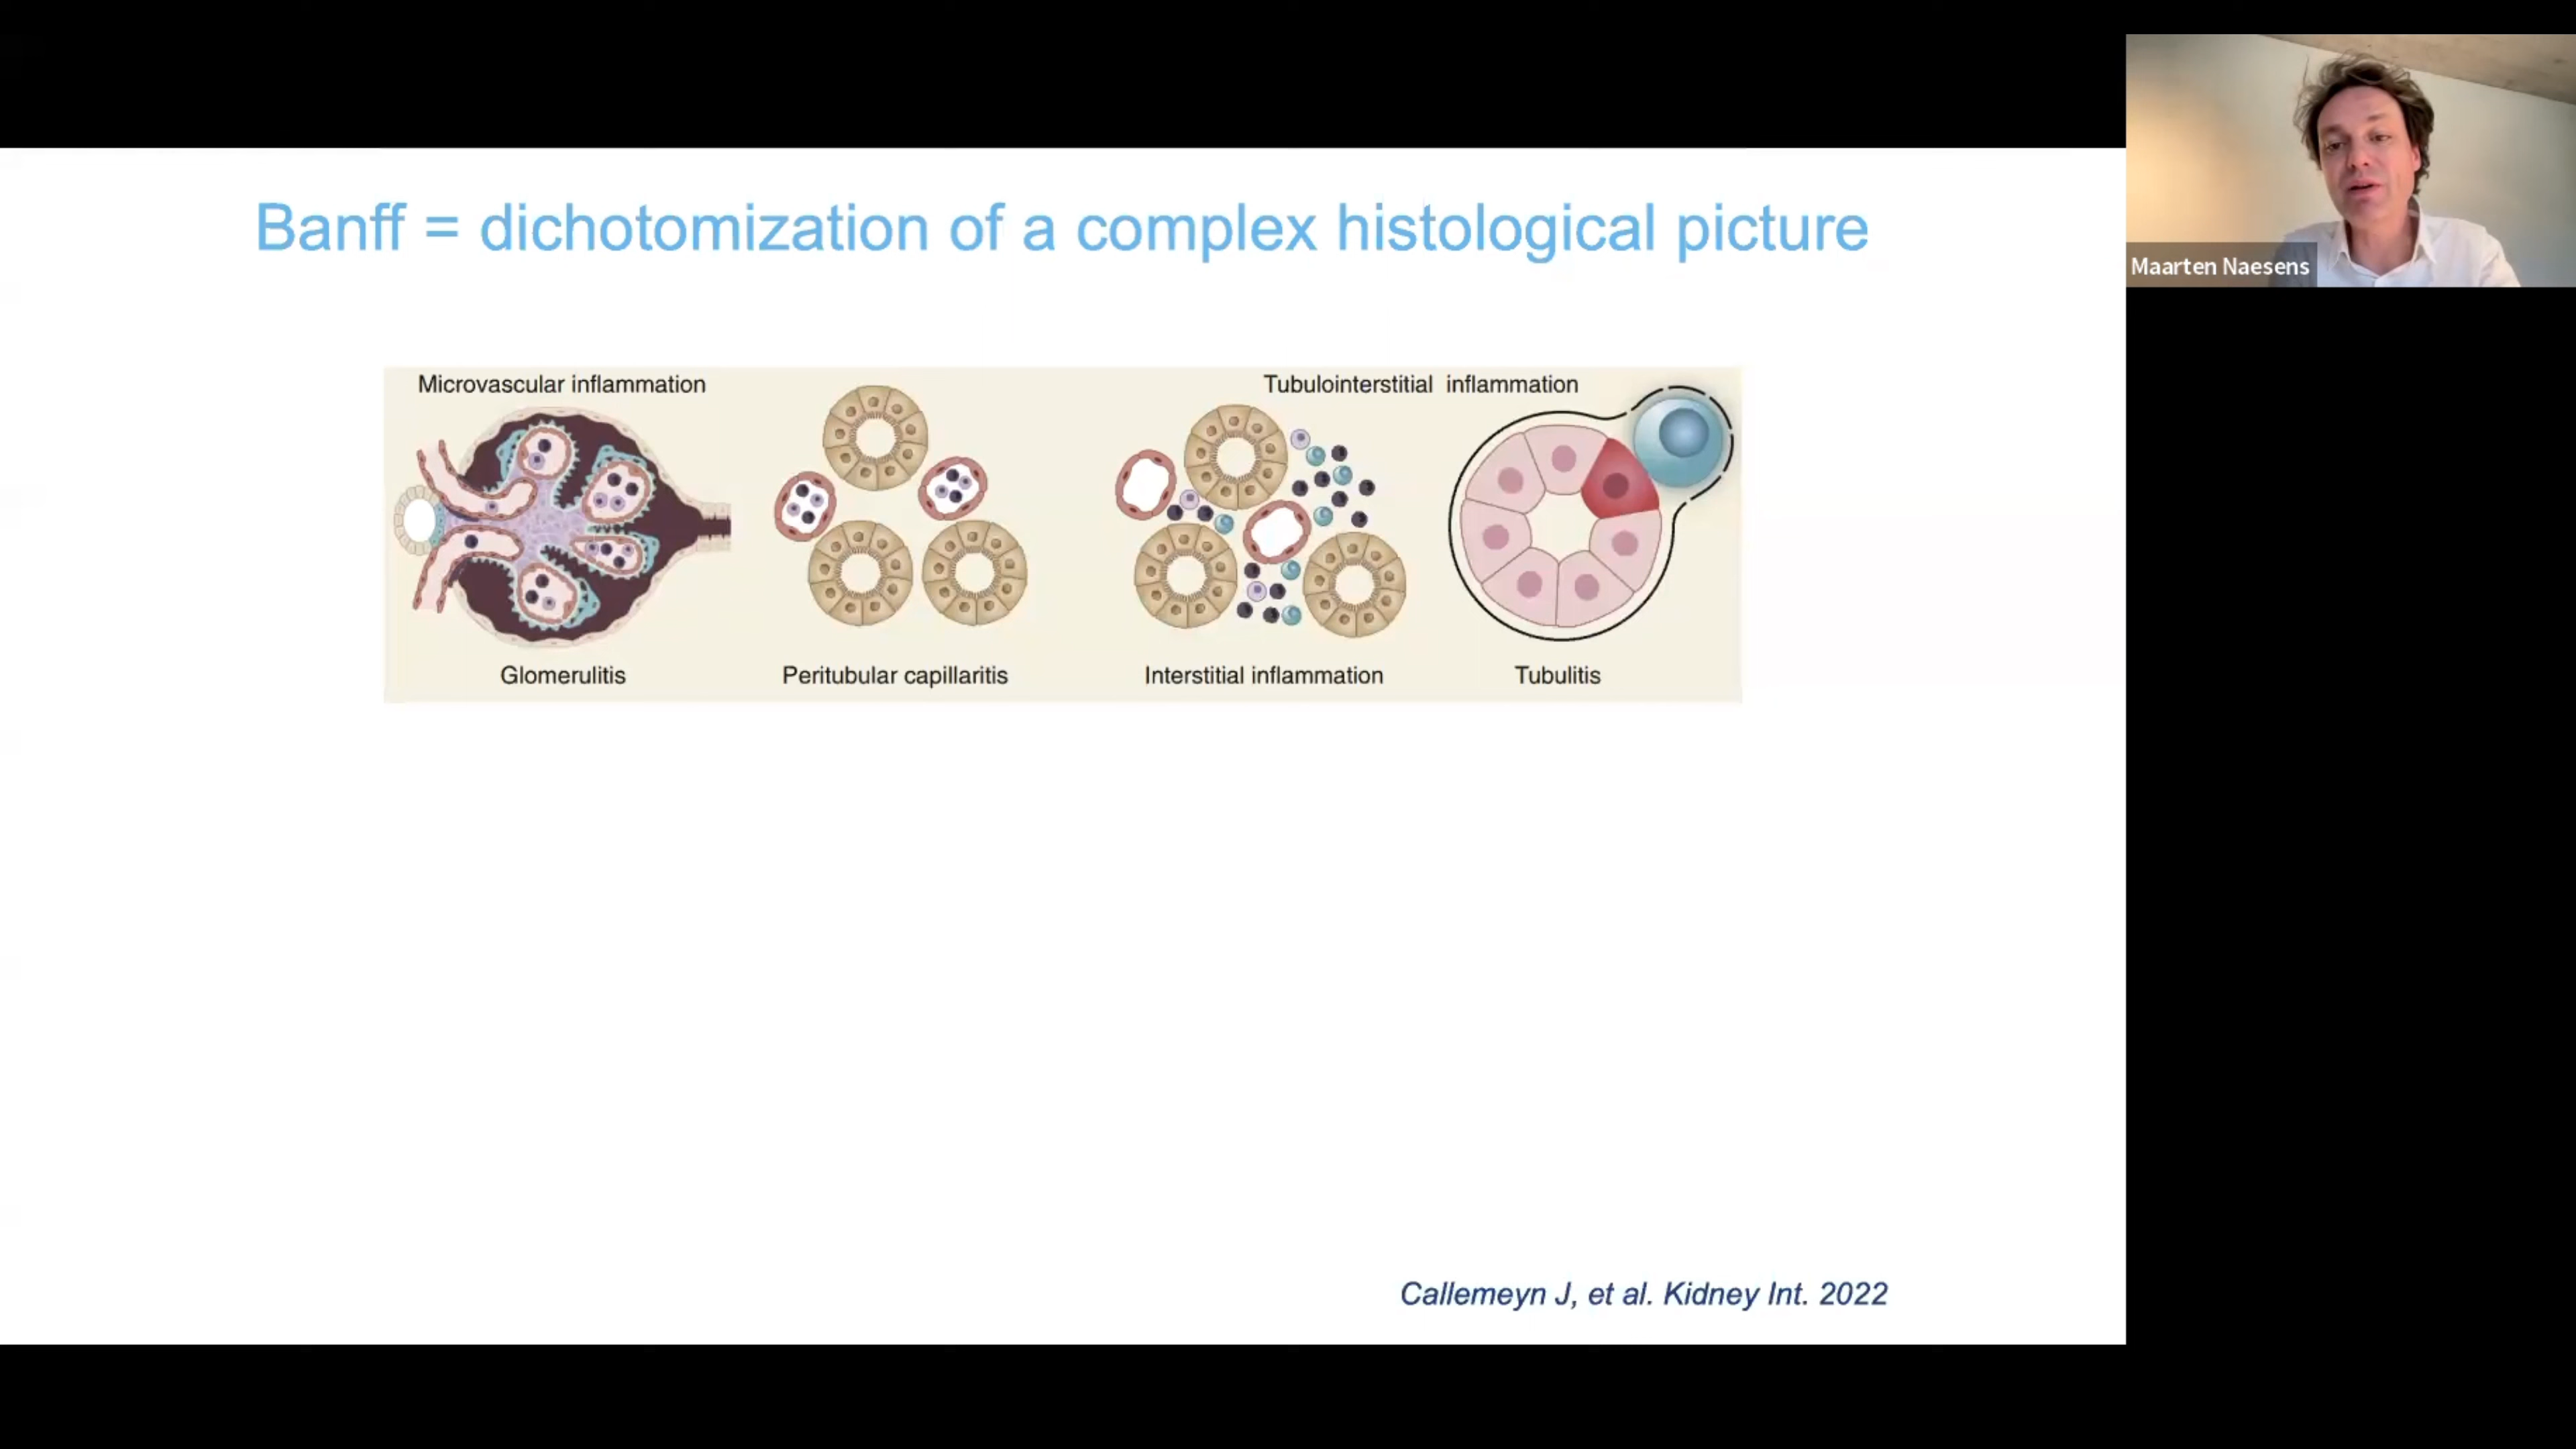 Banff = dichotomization of a complex histological picture
Maarten Naesens
Microvascular inflammation
Tubulointerstitial inflammation
Glomerulitis
Peritubular capillaritis
Interstitial inflammation
Tubulitis
Callemeyn J, et al. Kidney Int. 2022